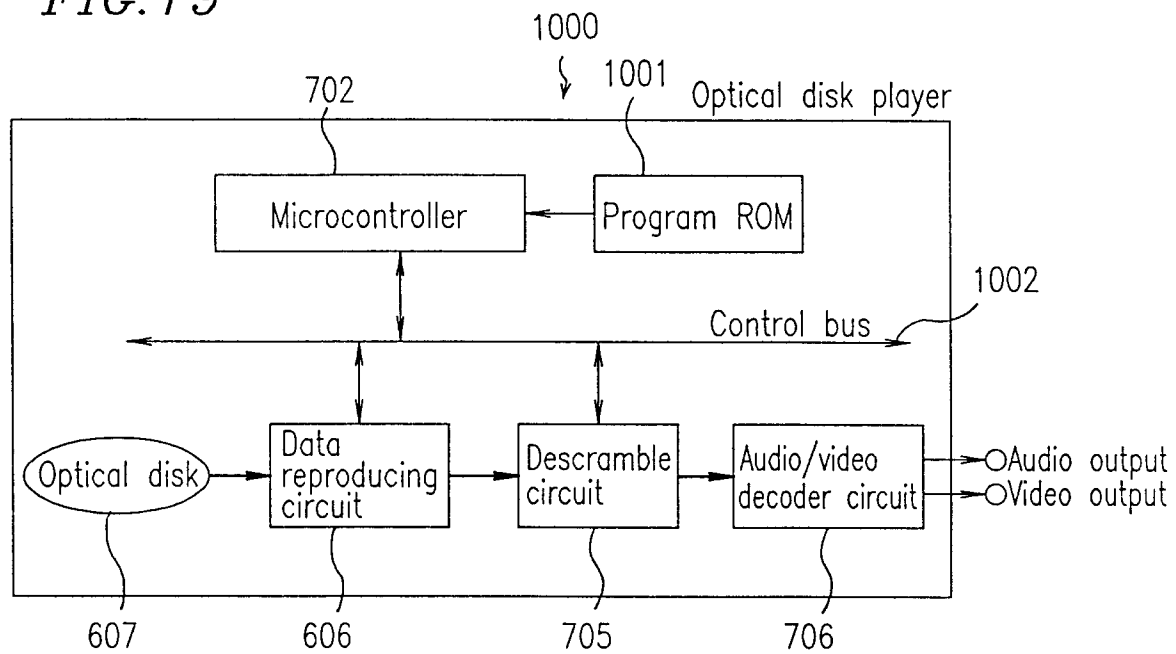 FIG. 79
1000
702
1001
Optical disk player
Microcontroller
Program ROM
1002
Control bus
Optical disk
Data
reproducing
circuit
Descramble
circuit
Audio/video
decoder circuit
Audio output
Video output
607
606
705
706